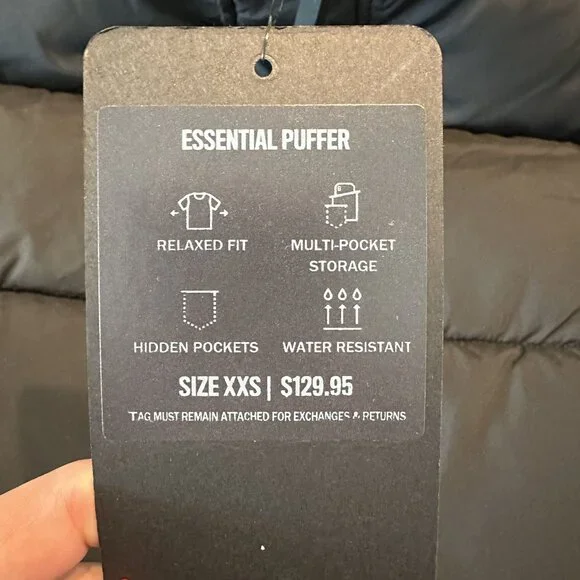 ESSENTIAL PUFFER
RELAXED FIT
MULTI-POCKET
STORAGE
HIDDEN POCKETS
WATER RESISTANT
SIZE XXS | $129.95
TAG MUST REMAIN ATTACHED FOR EXCHANGES & RETURNS